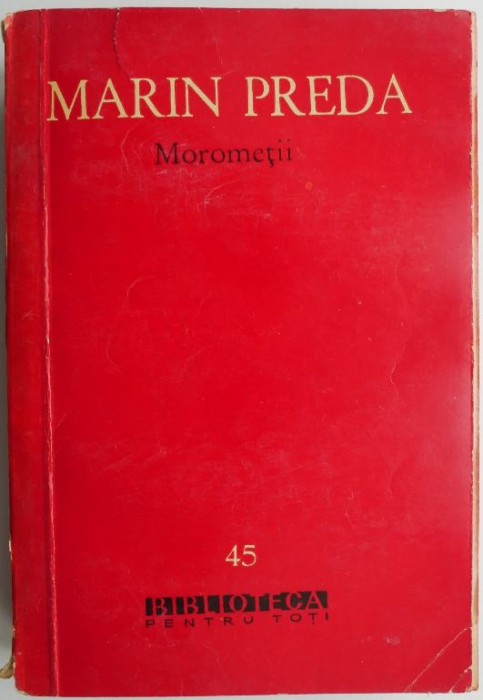 MARIN PREDA
Moromeţii
45
BIBLIOTECA
PENTRU TOŢI